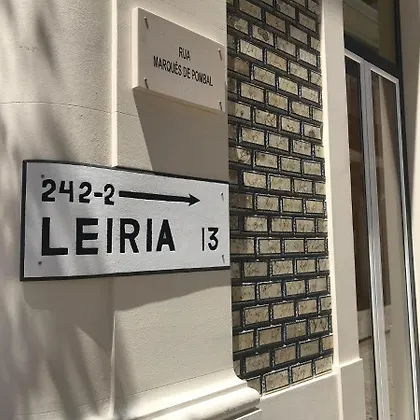 RUA
MARQUÊS DE POMBAL
242-2 →
LEIRIA 13